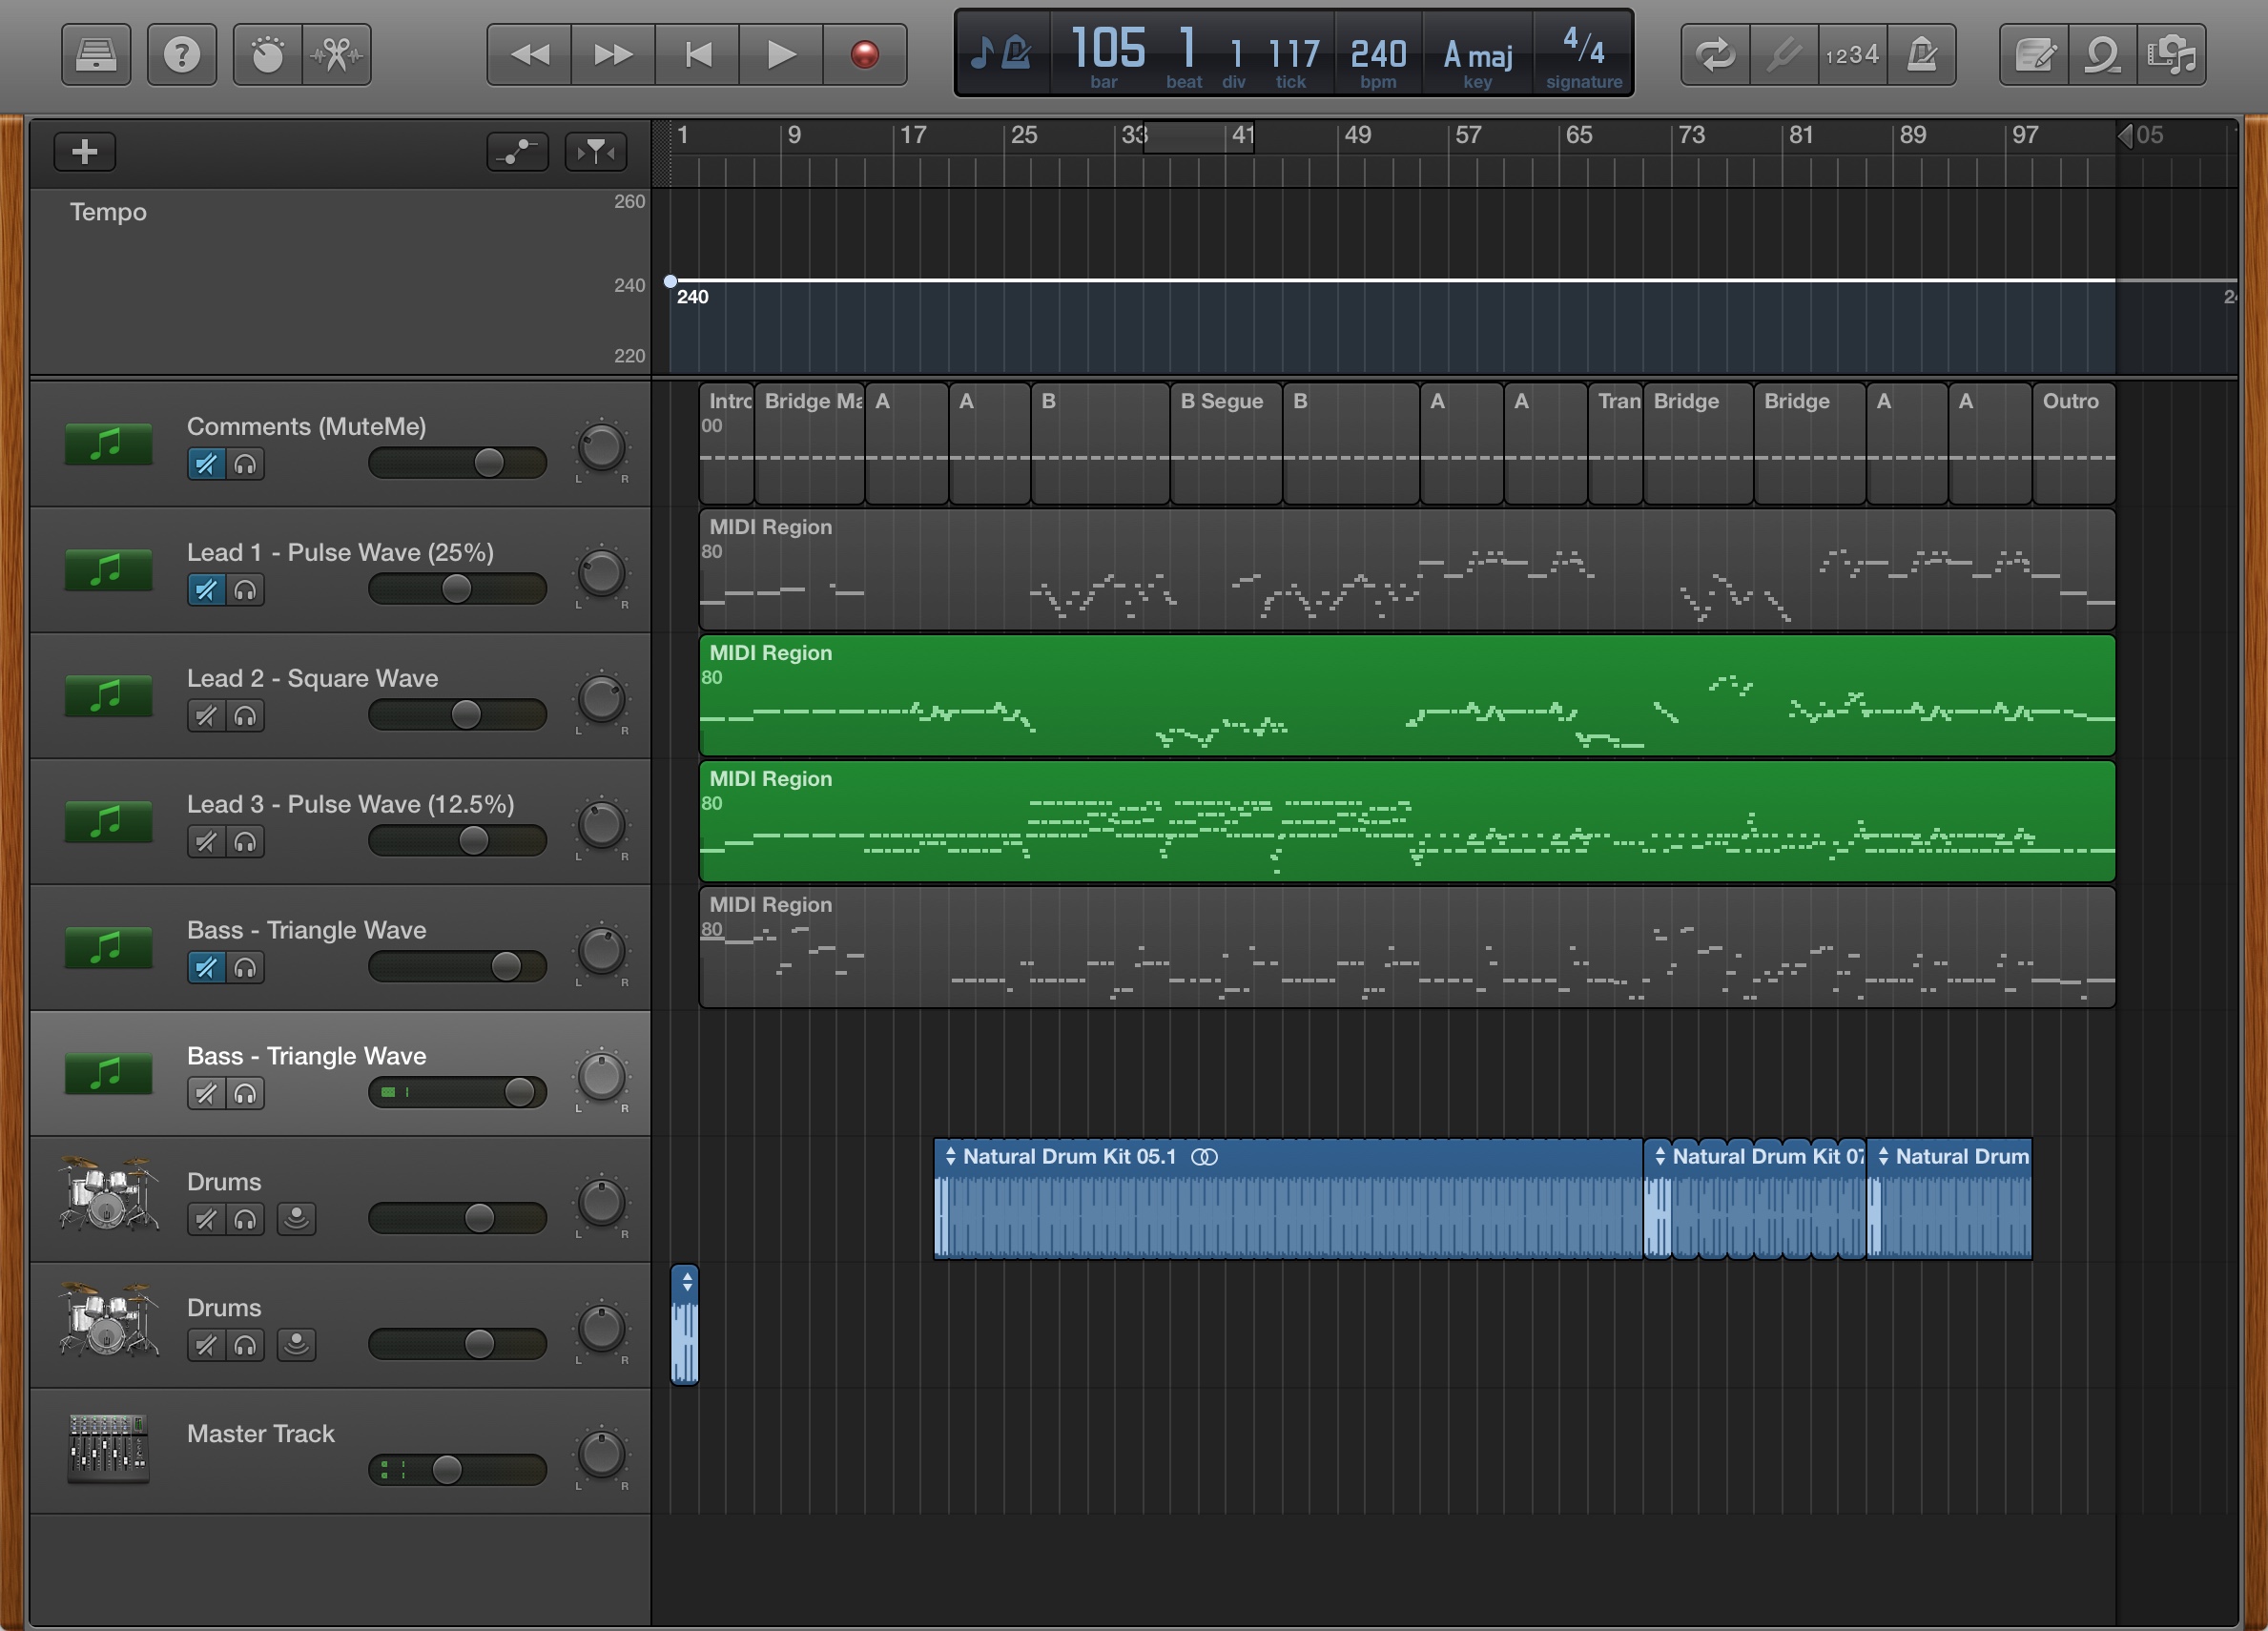 ?
105 1 1 117 240 A maj 4/4
bar beat div tick bpm key signature
1234
1 9 17 25 33 41 49 57 65 73 81 89 97 05
Tempo
260
240
220
240
Comments (MuteMe)
L R
Intro Bridge Ma A A B B Segue B A A Tran Bridge Bridge A A Outro
00
Lead 1 - Pulse Wave (25%)
L R
MIDI Region
80
Lead 2 - Square Wave
L R
MIDI Region
80
Lead 3 - Pulse Wave (12.5%)
L R
MIDI Region
80
Bass - Triangle Wave
L R
MIDI Region
80
Bass - Triangle Wave
L R
Drums
L R
Natural Drum Kit 05.1 Natural Drum Kit 07 Natural Drum
Drums
L R
Master Track
L R